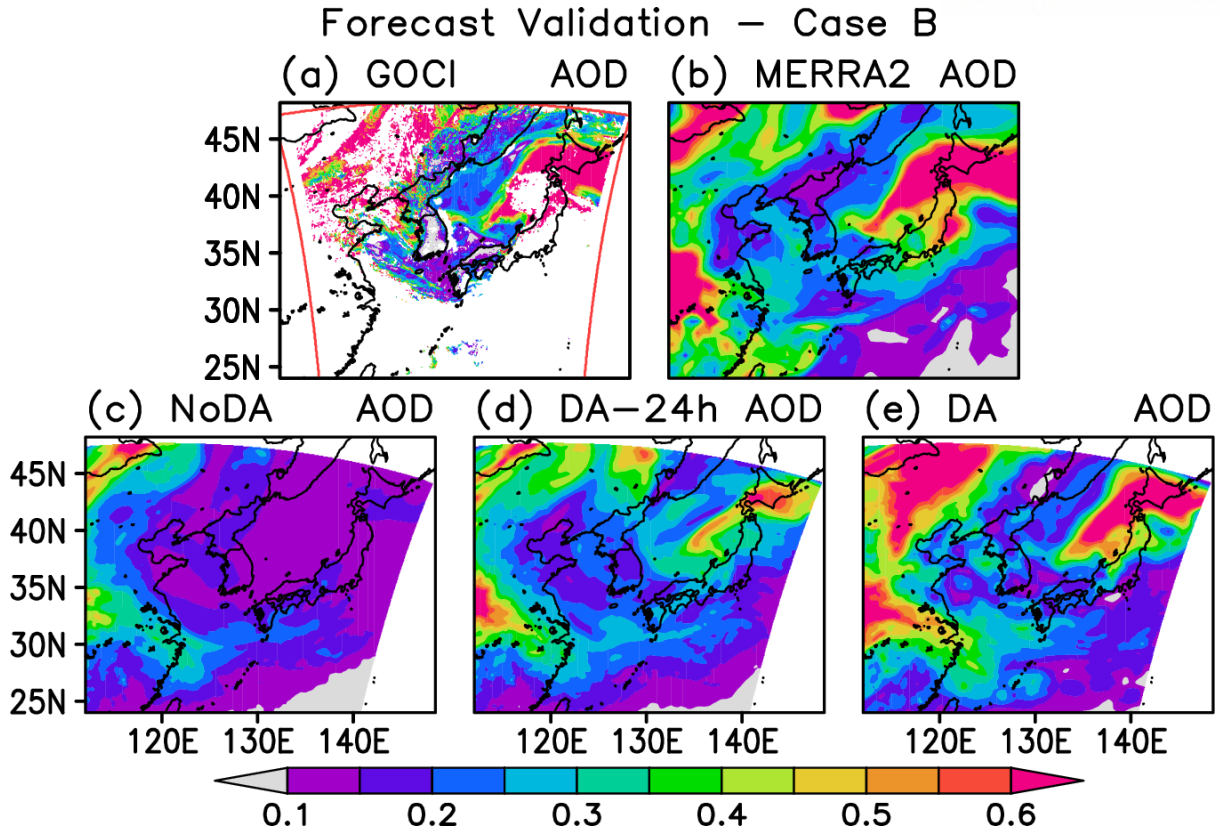 Forecast Validation – Case B
(a) GOCI AOD
(b) MERRA2 AOD
45N
40N
35N
30N
25N
(c) NoDA AOD
(d) DA–24h AOD
(e) DA AOD
45N
40N
35N
30N
25N
120E 130E 140E
120E 130E 140E
120E 130E 140E
0.1 0.2 0.3 0.4 0.5 0.6